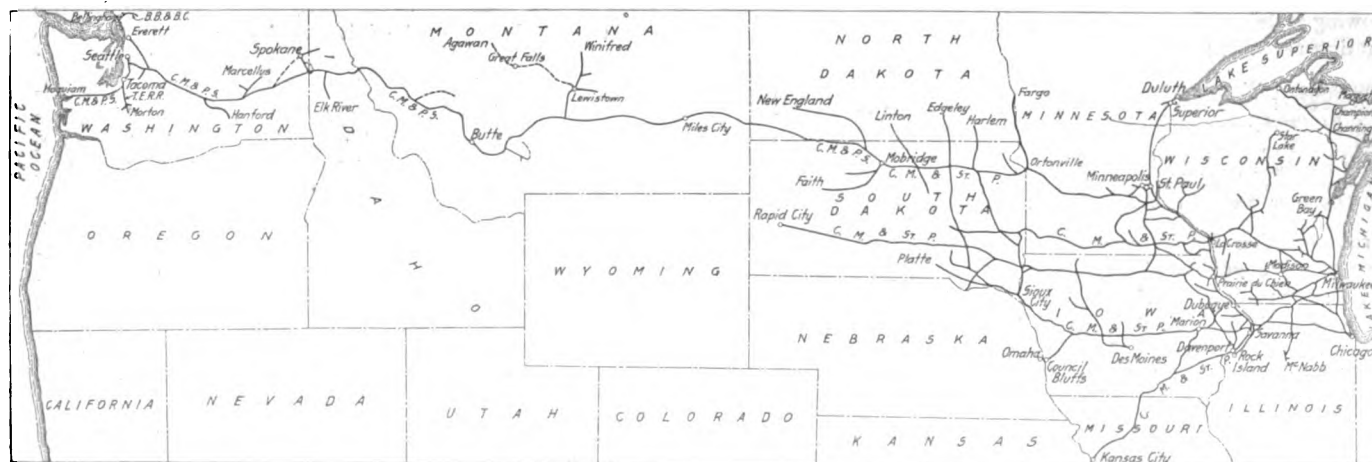 Bellingham
B.B.& B.C.
Everett
Seattle
Spokane
Tacoma
T.E.R.R.
Morton
Hoquiam
C.M.& P.S.
C.M.& P.S.
Marcellus
Hanford
WASHINGTON
PACIFIC
OCEAN
Elk River
IDAHO
C.M.& P.S.
MONTANA
Agawan
Great Falls
Winifred
Lewistown
Butte
Miles City
NORTH
DAKOTA
New England
Linton
Edgeley
Harlem
Fargo
MINNESOTA
Duluth
Superior
LAKE SUPERIOR
Ontonagon
Channing
Star
Lake
WISCONSIN
C. M. & P. S.
Mobridge
C. M. & ST. P.
Ortonville
Minneapolis
St. Paul
Faith
SOUTH
DAKOTA
Rapid City
C. M. & ST. P.
C. M. & ST. P.
Green
Bay
LaCrosse
OREGON
WYOMING
Platte
Madison
Prairie du Chien
Milwaukee
LAKE MICHIGAN
Sioux
City
IOWA
Dubuque
C. M. & ST. P.
Marion
Savanna
NEBRASKA
Omaha
Council
Bluffs
Des Moines
Davenport
Rock
Island
McNabb
Chicago
C. M. & ST. P.
CALIFORNIA
NEVADA
UTAH
COLORADO
KANSAS
MISSOURI
ILLINOIS
Kansas City